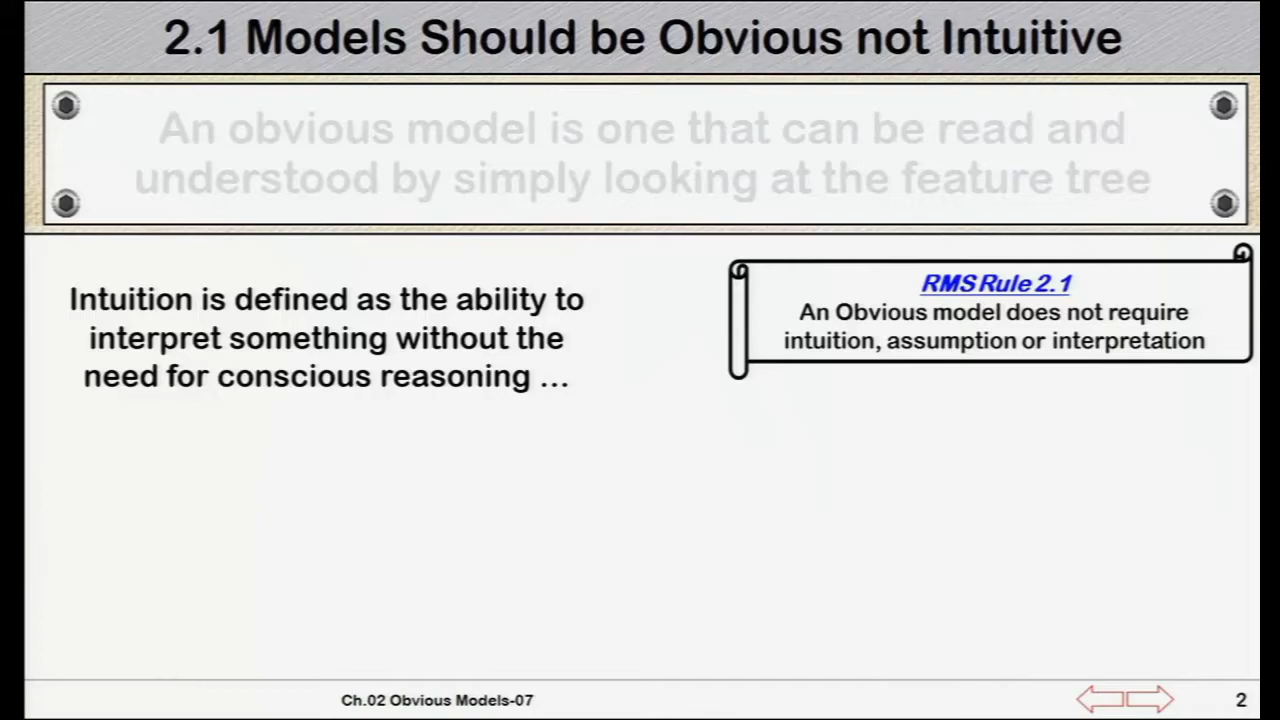 2.1 Models Should be Obvious not Intuitive
An obvious model is one that can be read and
understood by simply looking at the feature tree
Intuition is defined as the ability to
interpret something without the
need for conscious reasoning …
RMS Rule 2.1
An Obvious model does not require
intuition, assumption or interpretation
Ch.02 Obvious Models-07
2